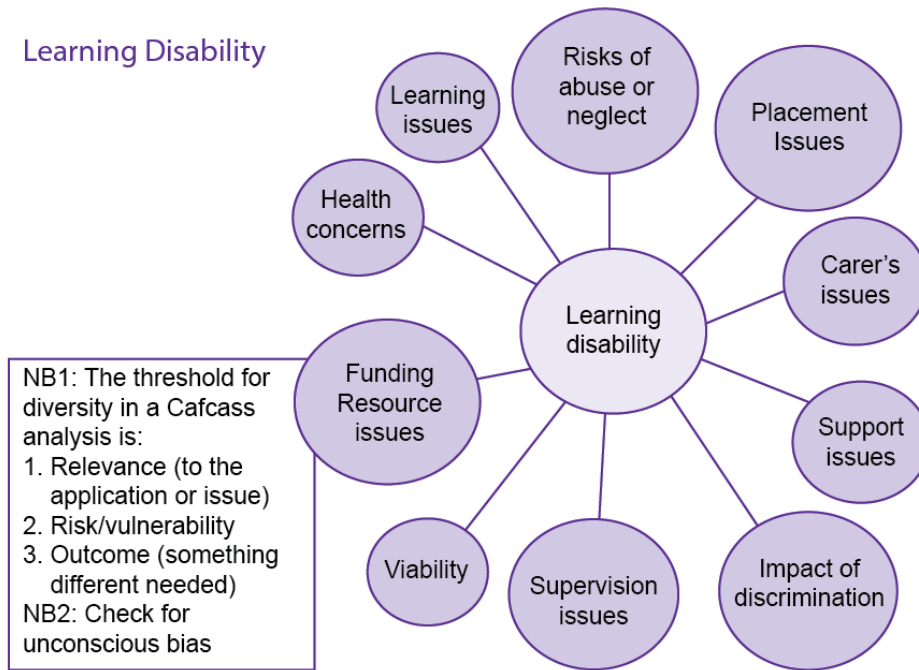 Learning Disability
Risks of
abuse or
neglect
Placement
Issues
Carer's
issues
Support
issues
Impact of
discrimination
Supervision
issues
Viability
Funding
Resource
issues
Health
concerns
Learning
issues
Learning
disability
NB1: The threshold for
diversity in a Cafcass
analysis is:
1. Relevance (to the
application or issue)
2. Risk/vulnerability
3. Outcome (something
different needed)
NB2: Check for
unconscious bias